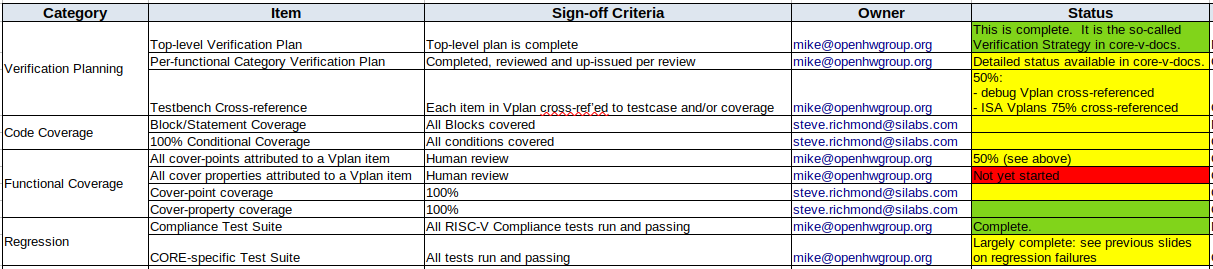 Category Item Sign-off Criteria Owner Status
Verification Planning
Top-level Verification Plan Top-level plan is complete mike@openhwgroup.org This is complete. It is the so-called
Verification Strategy in core-v-docs.
Per-functional Category Verification Plan Completed, reviewed and up-issued per review mike@openhwgroup.org Detailed status available in core-v-docs.
Testbench Cross-reference Each item in Vplan cross-ref'ed to testcase and/or coverage mike@openhwgroup.org 50%:
- debug Vplan cross-referenced
- ISA Vplans 75% cross-referenced
Code Coverage
Block/Statement Coverage All Blocks covered steve.richmond@silabs.com
100% Conditional Coverage All conditions covered steve.richmond@silabs.com
Functional Coverage
All cover-points attributed to a Vplan item Human review mike@openhwgroup.org 50% (see above)
All cover properties attributed to a Vplan item Human review mike@openhwgroup.org Not yet started
Cover-point coverage 100% steve.richmond@silabs.com
Cover-property coverage 100% steve.richmond@silabs.com
Regression
Compliance Test Suite All RISC-V Compliance tests run and passing mike@openhwgroup.org Complete.
CORE-specific Test Suite All tests run and passing mike@openhwgroup.org Largely complete: see previous slides
on regression failures